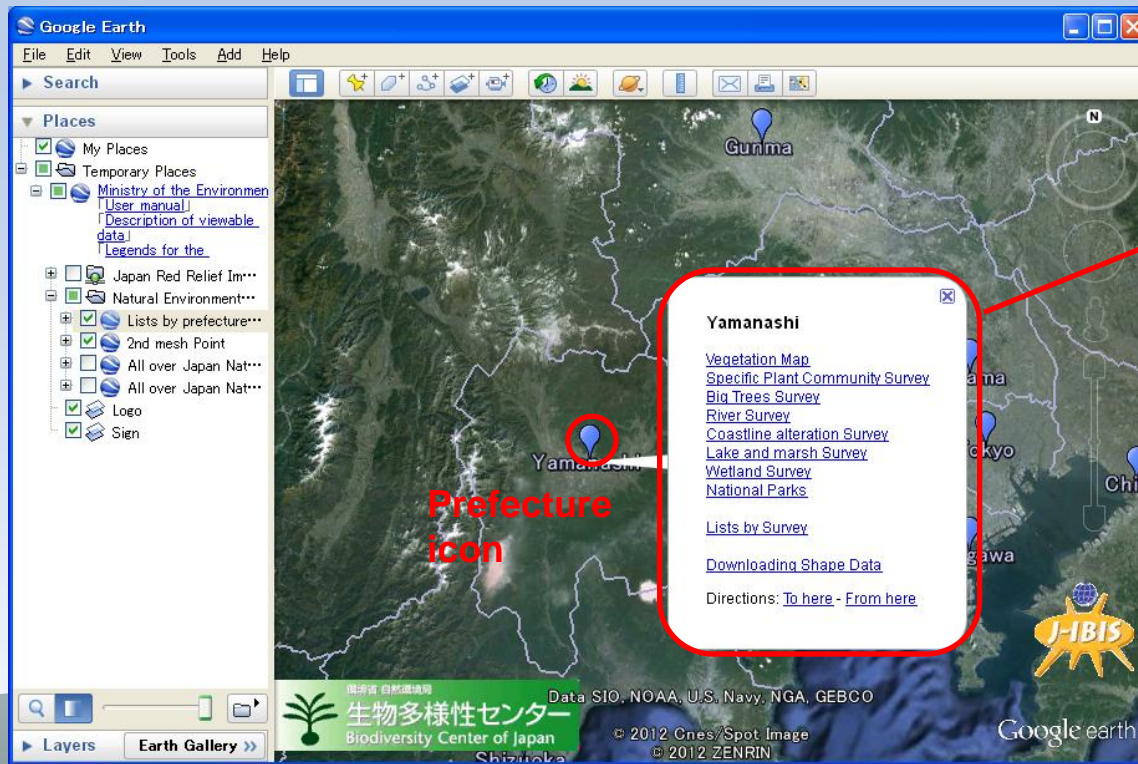 Google Earth
File Edit View Tools Add Help
Search
Places
My Places
Temporary Places
Ministry of the Environmen
「User manual」
「Description of viewable
data」
「Legends for the
Japan Red Relief Im…
Natural Environment…
Lists by prefecture…
2nd mesh Point
All over Japan Nat…
All over Japan Nat…
Logo
Sign
Layers
Earth Gallery »
N
Gunma
Yamanashi
Vegetation Map
Specific Plant Community Survey
Big Trees Survey
River Survey
Coastline alteration Survey
Lake and marsh Survey
Wetland Survey
National Parks
Lists by Survey
Downloading Shape Data
Directions: To here - From here
ama
okyo
Chi
gawa
Yamanashi
Prefecture
icon
J-IBIS
環境省 自然環境局
生物多様性センター
Biodiversity Center of Japan
Shizuoka
Data SIO, NOAA, U.S. Navy, NGA, GEBCO
© 2012 Cnes/Spot Image
© 2012 ZENRIN
Google earth